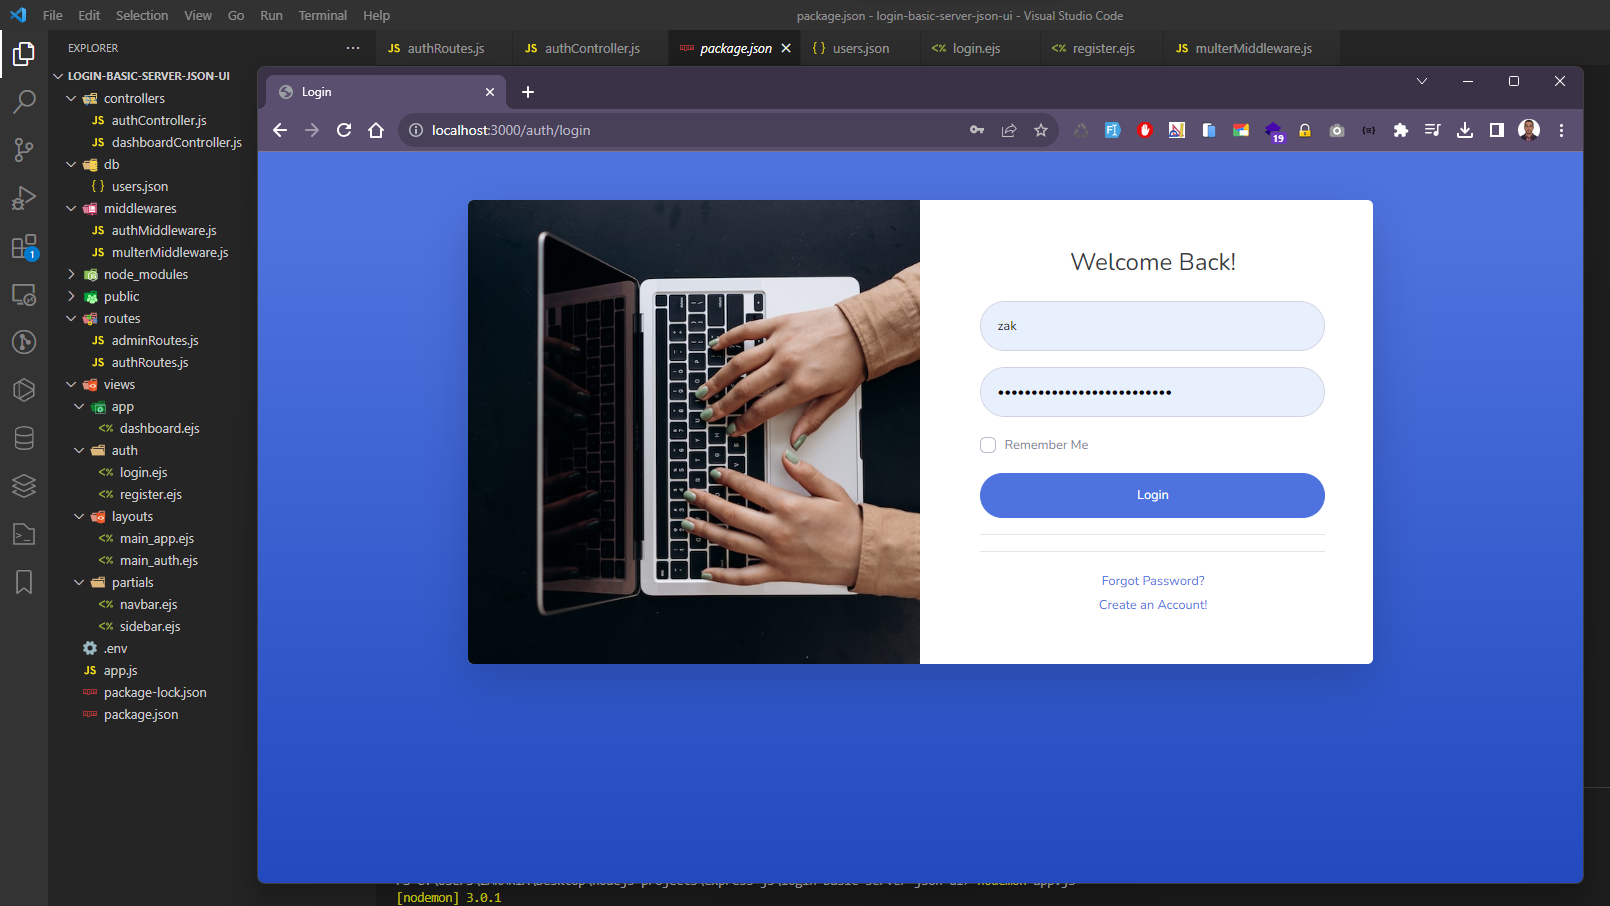 File Edit Selection View Go Run Terminal Help
package.json - login-basic-server-json-ui - Visual Studio Code
EXPLORER
JS authRoutes.js
JS authController.js
package.json
{ } users.json
<% login.ejs
<% register.ejs
JS multerMiddleware.js
LOGIN-BASIC-SERVER-JSON-UI
controllers
JS authController.js
JS dashboardController.js
db
{ } users.json
middlewares
JS authMiddleware.js
JS multerMiddleware.js
node_modules
public
routes
JS adminRoutes.js
JS authRoutes.js
views
app
<% dashboard.ejs
auth
<% login.ejs
<% register.ejs
layouts
<% main_app.ejs
<% main_auth.ejs
partials
<% navbar.ejs
<% sidebar.ejs
.env
JS app.js
package-lock.json
package.json
1
Login
localhost:3000/auth/login
19
Welcome Back!
zak
Remember Me
Login
Forgot Password?
Create an Account!
[nodemon] 3.0.1